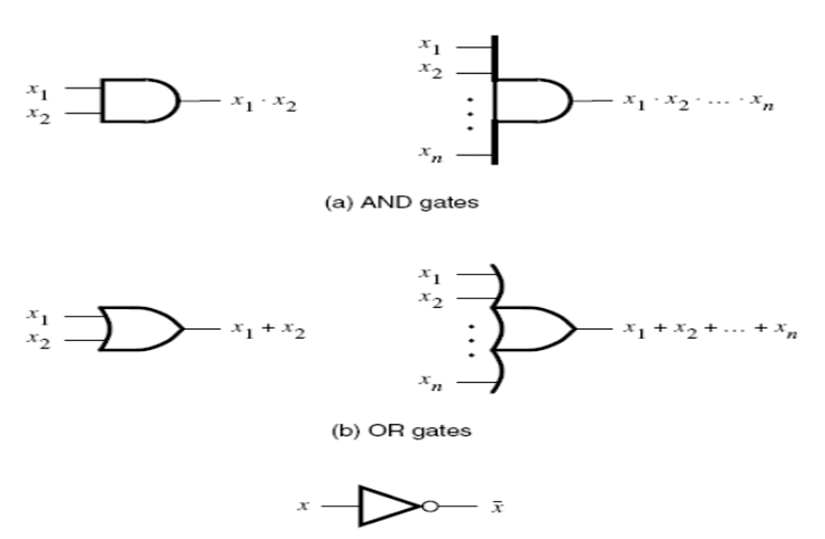 x₁
x₂
x₁ · x₂
x₁
x₂
xₙ
x₁ · x₂ · … · xₙ
(a) AND gates
x₁
x₂
x₁ + x₂
x₁
x₂
xₙ
x₁ + x₂ + … + xₙ
(b) OR gates
x
x̄